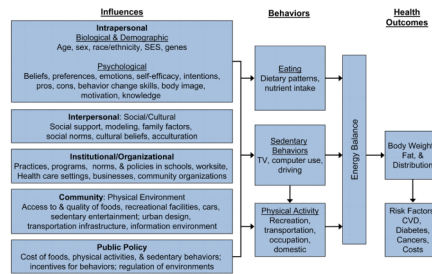 Influences
Behaviors
Health
Outcomes
Intrapersonal
Biological & Demographic
Age, sex, race/ethnicity, SES, genes
Psychological
Beliefs, preferences, emotions, self-efficacy, intentions,
pros, cons, behavior change skills, body image,
motivation, knowledge
Interpersonal: Social/Cultural
Social support, modeling, family factors,
social norms, cultural beliefs, acculturation
Institutional/Organizational
Practices, programs, norms, & policies in schools, worksite,
Health care settings, businesses, community organizations
Community: Physical Environment
Access to & quality of foods, recreational facilities, cars,
sedentary entertainment; urban design,
transportation infrastructure, information environment
Public Policy
Cost of foods, physical activities, & sedentary behaviors;
incentives for behaviors; regulation of environments
Eating
Dietary patterns,
nutrient intake
Sedentary
Behaviors
TV, computer use,
driving
Physical Activity
Recreation,
transportation,
occupation,
domestic
Energy Balance
Body Weight,
Fat, &
Distribution
Risk Factors,
CVD,
Diabetes,
Cancers,
Costs